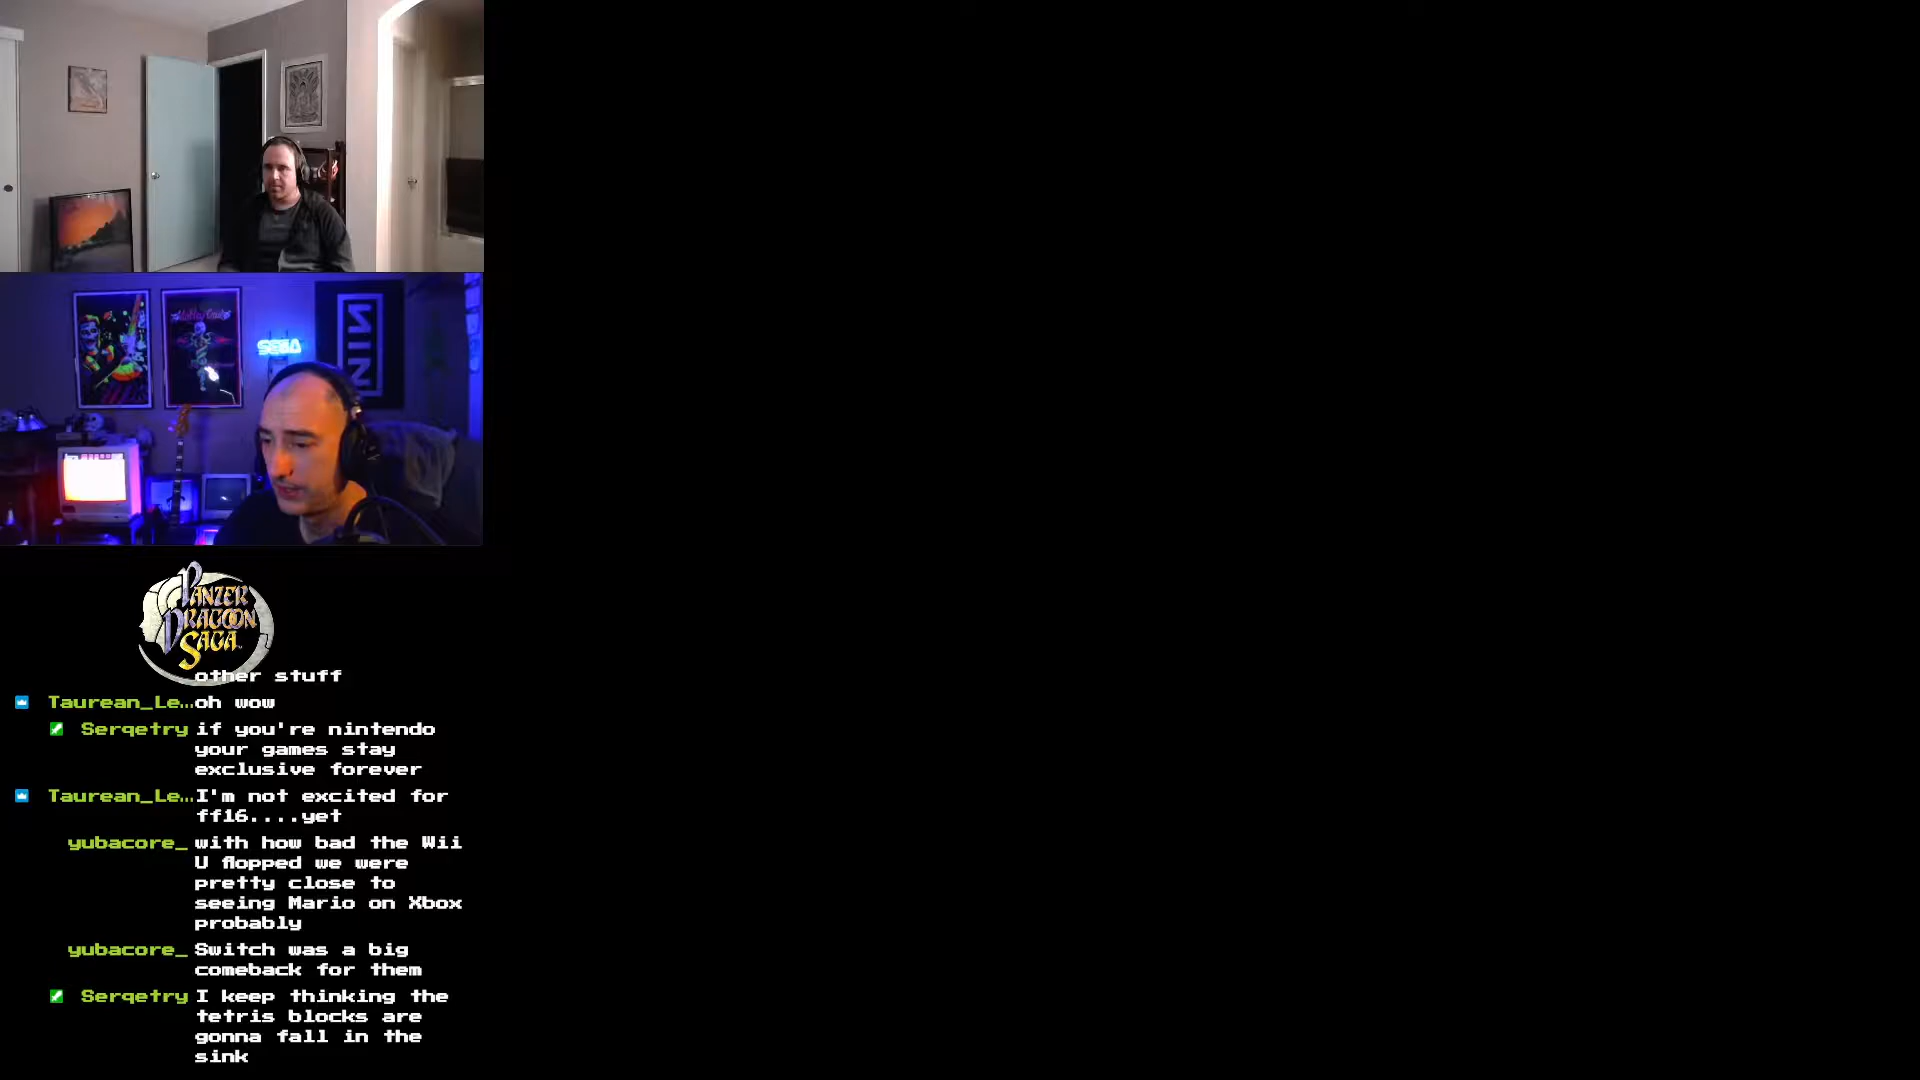 Mötley Crüe
SEGA
NIN
PANZER
DRAGOON
SAGA
other stuff
Taurean_Le...oh wow
Serqetry if you're nintendo
your games stay
exclusive forever
Taurean_Le...I'm not excited for
ff16....yet
yubacore_ with how bad the Wii
U flopped we were
pretty close to
seeing Mario on Xbox
probably
yubacore_ Switch was a big
comeback for them
Serqetry I keep thinking the
tetris blocks are
gonna fall in the
sink